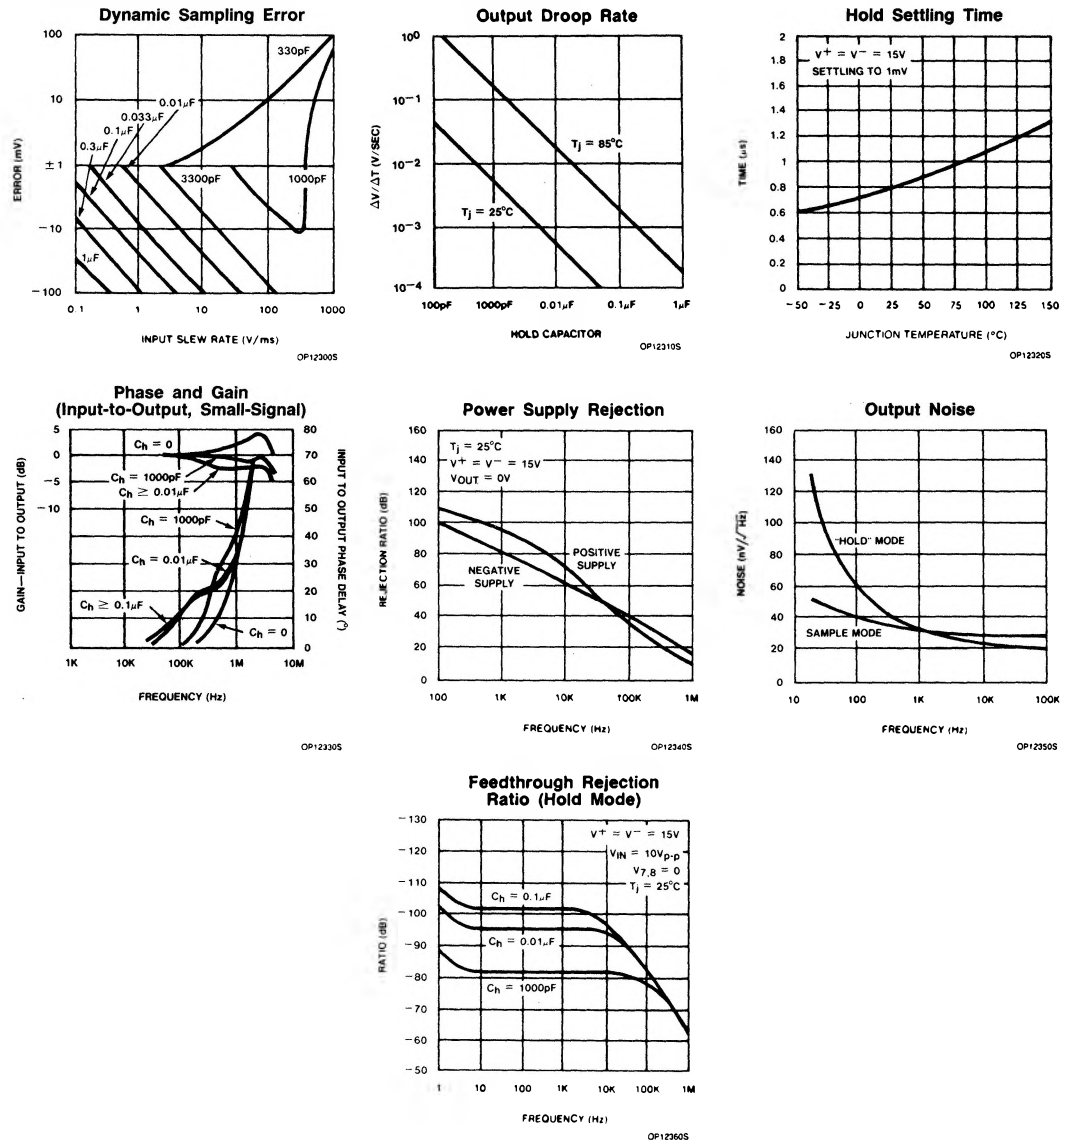 Dynamic Sampling Error
100
10
±1
−10
−100
ERROR (mV)
330pF
0.01μF
0.033μF
0.1μF
0.3μF
1μF
3300pF
1000pF
0.1
1
10
100
1000
INPUT SLEW RATE (V/ms)
OP12300S
Output Droop Rate
10⁰
10⁻¹
10⁻²
10⁻³
10⁻⁴
ΔV/ΔT (V/SEC)
Tj = 85°C
Tj = 25°C
100pF
1000pF
0.01μF
0.1μF
1μF
HOLD CAPACITOR
OP12310S
Hold Settling Time
2
1.8
1.6
1.4
1.2
1
0.8
0.6
0.4
0.2
0
TIME (μs)
V+ = V− = 15V
SETTLING TO 1mV
−50
−25
0
25
50
75
100
125
150
JUNCTION TEMPERATURE (°C)
OP12320S
Phase and Gain
(Input-to-Output, Small-Signal)
5
0
−5
−10
GAIN—INPUT TO OUTPUT (dB)
80
70
60
50
40
30
20
10
0
INPUT TO OUTPUT PHASE DELAY (°)
Ch = 0
Ch = 1000pF
Ch ≥ 0.01μF
Ch = 1000pF
Ch = 0.01μF
Ch ≥ 0.1μF
Ch = 0
1K
10K
100K
1M
10M
FREQUENCY (Hz)
OP12330S
Power Supply Rejection
160
140
120
100
80
60
40
20
0
REJECTION RATIO (dB)
Tj = 25°C
V+ = V− = 15V
VOUT = 0V
POSITIVE
SUPPLY
NEGATIVE
SUPPLY
100
1K
10K
100K
1M
FREQUENCY (Hz)
OP12340S
Output Noise
160
140
120
100
80
60
40
20
0
NOISE (nV/√Hz)
"HOLD" MODE
SAMPLE MODE
10
100
1K
10K
100K
FREQUENCY (Hz)
OP12350S
Feedthrough Rejection
Ratio (Hold Mode)
−130
−120
−110
−100
−90
−80
−70
−60
−50
RATIO (dB)
V+ = V− = 15V
VIN = 10Vp-p
V7,8 = 0
Tj = 25°C
Ch = 0.1μF
Ch = 0.01μF
Ch = 1000pF
1
10
100
1K
10K
100K
1M
FREQUENCY (Hz)
OP12360S